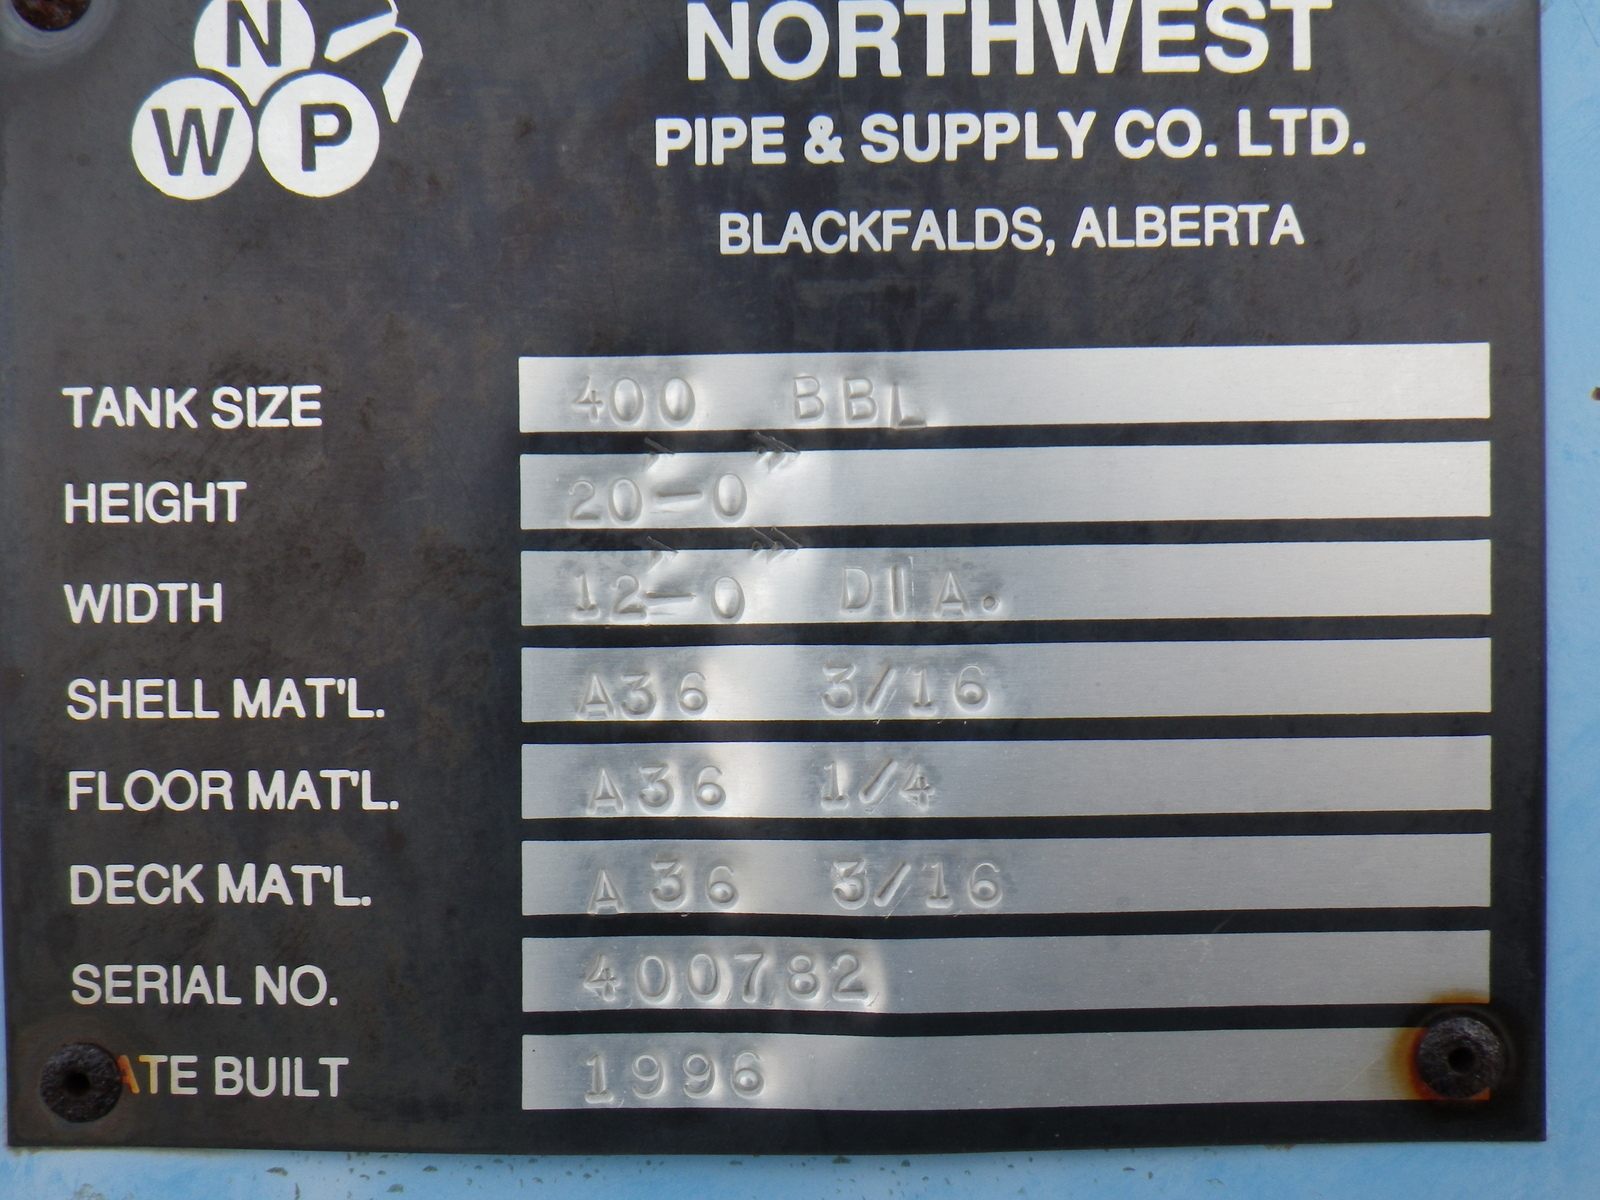 N
WP
NORTHWEST
PIPE & SUPPLY CO. LTD.
BLACKFALDS, ALBERTA
TANK SIZE 400 BBL
HEIGHT 20'-0"
WIDTH 12'-0" DIA.
SHELL MAT'L. A36 3/16
FLOOR MAT'L. A36 1/4
DECK MAT'L. A36 3/16
SERIAL NO. 400782
ATE BUILT 1996